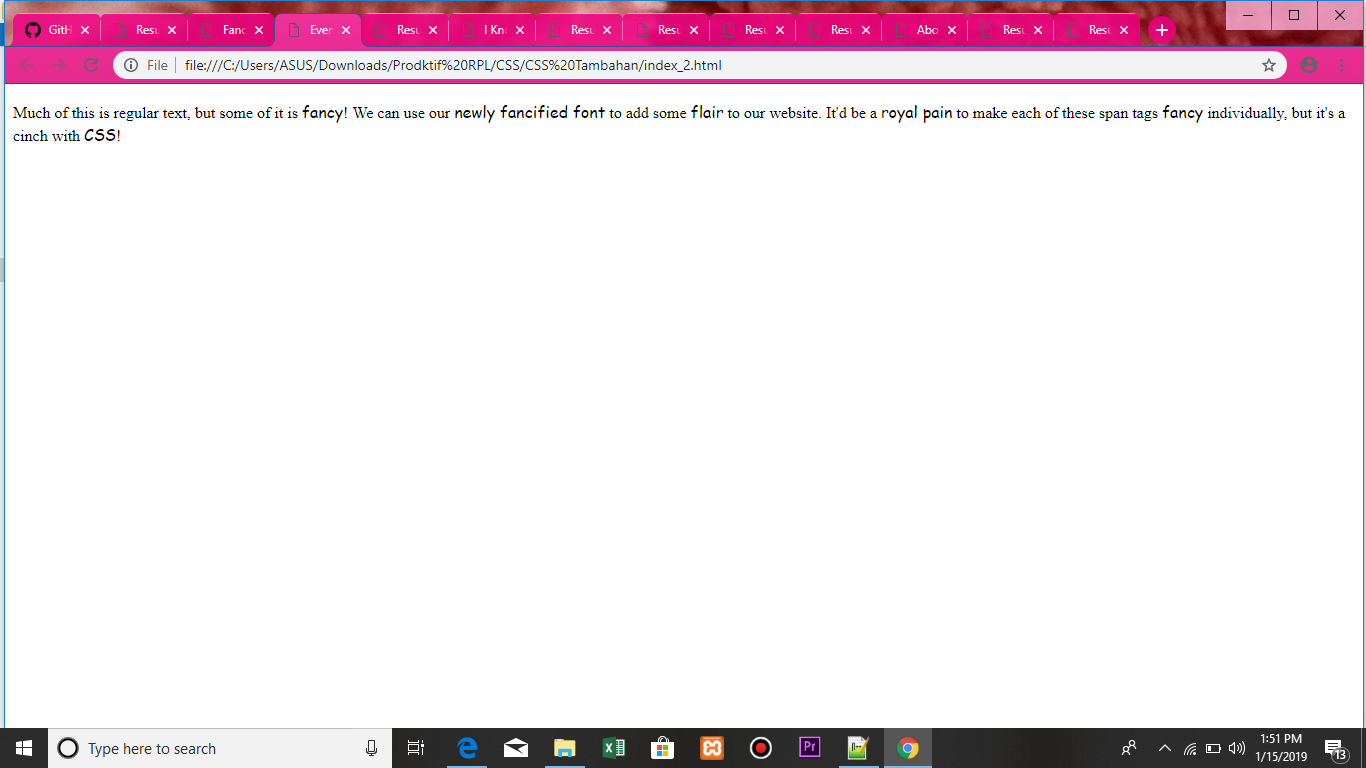 GitH Resu Fanc Ever Resu I Kno Resu Resu Resu Resu Abo Resu Resu
File file:///C:/Users/ASUS/Downloads/Prodktif%20RPL/CSS/CSS%20Tambahan/index_2.html
Much of this is regular text, but some of it is fancy! We can use our newly fancified font to add some flair to our website. It'd be a royal pain to make each of these span tags fancy individually, but it's a
cinch with CSS!
Type here to search
Pr
1:51 PM
1/15/2019
13